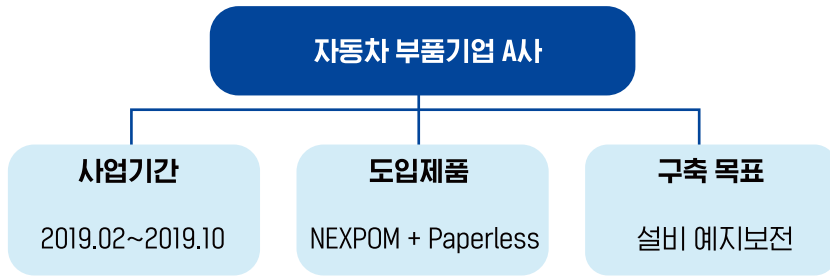 자동차 부품기업 A사
사업기간
2019.02~2019.10
도입제품
NEXPOM + Paperless
구축 목표
설비 예지보전